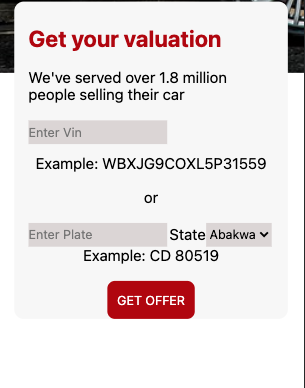 Get your valuation
We've served over 1.8 million
people selling their car
Enter Vin
Example: WBXJG9COXL5P31559
or
Enter Plate State Abakwa
Example: CD 80519
GET OFFER